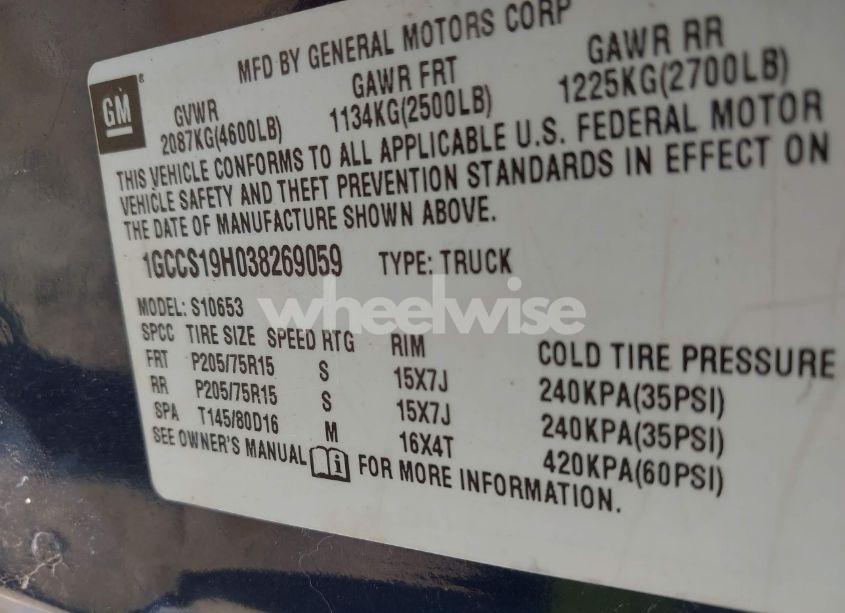 MFD BY GENERAL MOTORS CORP
GM ®
GVWR GAWR FRT GAWR RR
2087KG(4600LB) 1134KG(2500LB) 1225KG(2700LB)
THIS VEHICLE CONFORMS TO ALL APPLICABLE U.S. FEDERAL MOTOR
VEHICLE SAFETY AND THEFT PREVENTION STANDARDS IN EFFECT ON
THE DATE OF MANUFACTURE SHOWN ABOVE.
1GCCS19H038269059 TYPE: TRUCK
wheelwise
MODEL: S10653
SPCC TIRE SIZE SPEED RTG RIM COLD TIRE PRESSURE
FRT P205/75R15 S 15X7J 240KPA(35PSI)
RR P205/75R15 S 15X7J 240KPA(35PSI)
SPA T145/80D16 M 16X4T 420KPA(60PSI)
SEE OWNER'S MANUAL i FOR MORE INFORMATION.